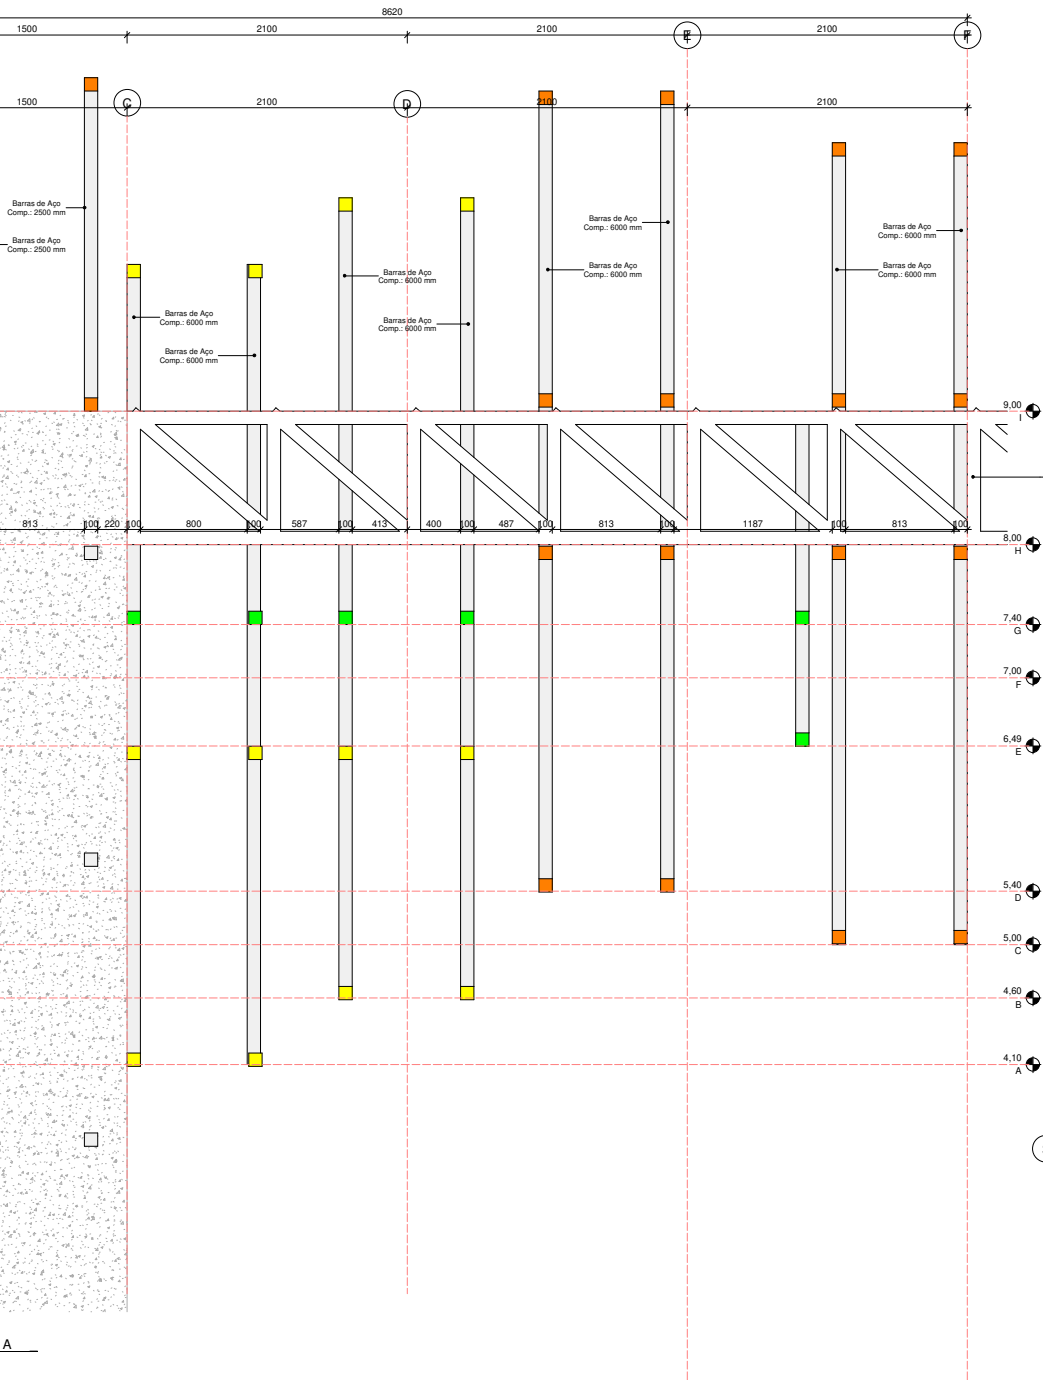 8620
1500 2100 2100 2100
E F
1500 C 2100 D 2100 2100
Barras de Aço
Comp.: 2500 mm
Barras de Aço
Comp.: 2500 mm
Barras de Aço
Comp.: 6000 mm
Barras de Aço
Comp.: 6000 mm
Barras de Aço
Comp.: 6000 mm
Barras de Aço
Comp.: 6000 mm
Barras de Aço
Comp.: 6000 mm
Barras de Aço
Comp.: 6000 mm
Barras de Aço
Comp.: 6000 mm
Barras de Aço
Comp.: 6000 mm
9,00
I
813 100 220 100 800 100 587 100 413 400 100 487 100 813 100 1187 100 813 100
8,00
H
7,40
G
7,00
F
6,49
E
5,40
D
5,00
C
4,60
B
4,10
A
A